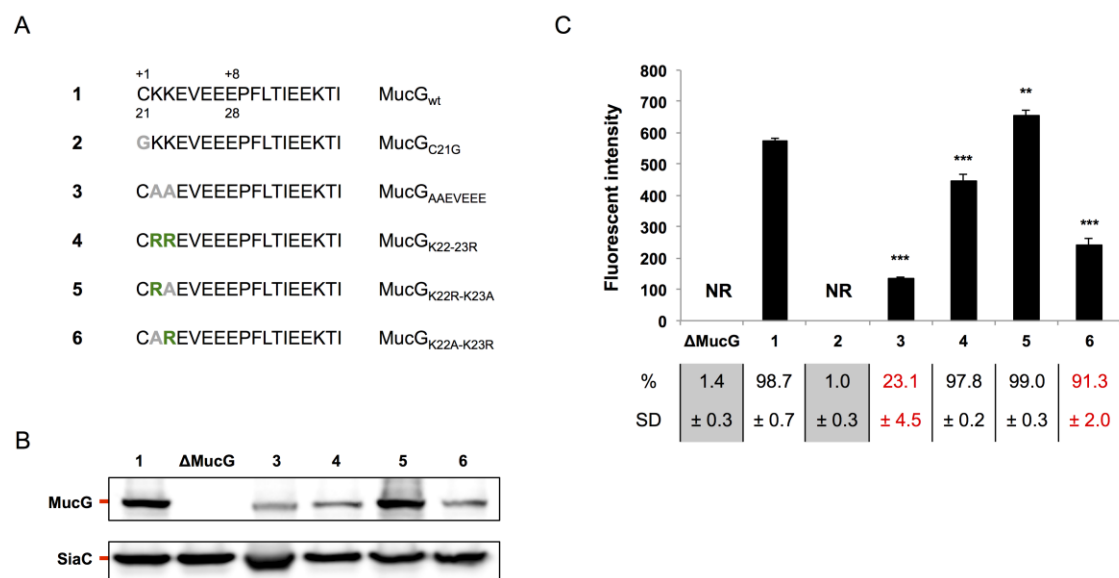 A
+1 +8
1 CKKEVEEEPFLTIEEKTI MucGwt
21 28
2 GKKEVEEEPFLTIEEKTI MucGC21G
3 CAAEVEEEPFLTIEEKTI MucGAAEVEEE
4 CRREVEEEPFLTIEEKTI MucGK22-23R
5 CRAEVEEEPFLTIEEKTI MucGK22R-K23A
6 CAREVEEEPFLTIEEKTI MucGK22A-K23R
B
1 ΔMucG 3 4 5 6
MucG
SiaC
C
Fluorescent intensity
800
700
600
500
400
300
200
100
0
NR
NR
***
***
**
***
ΔMucG 1 2 3 4 5 6
% 1.4 98.7 1.0 23.1 97.8 99.0 91.3
SD ± 0.3 ± 0.7 ± 0.3 ± 4.5 ± 0.2 ± 0.3 ± 2.0